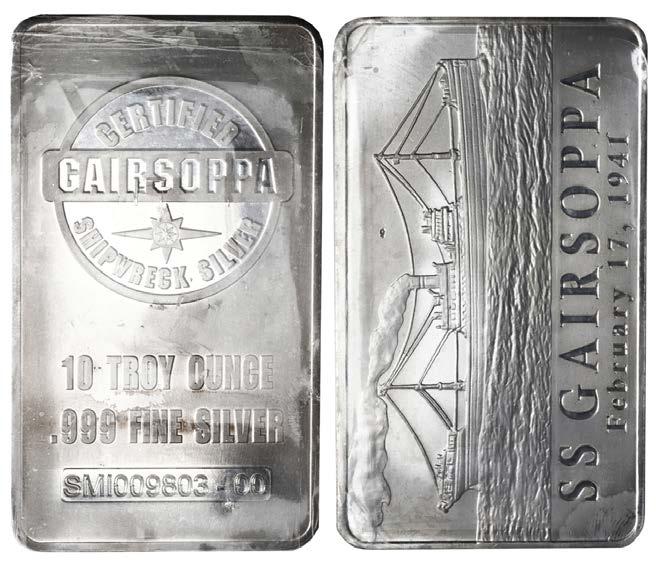 CERTIFIED
GAIRSOPPA
SHIPWRECK SILVER
10 TROY OUNCE
.999 FINE SILVER
SMI009803-00
SS GAIRSOPPA
February 17, 1941